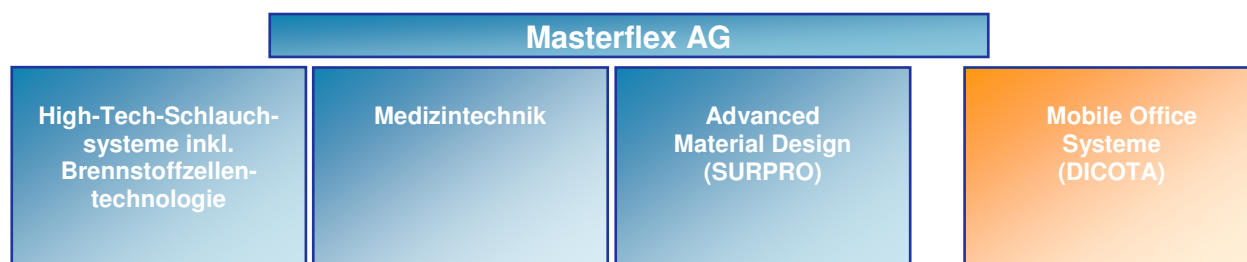 Masterflex AG
High-Tech-Schlauch-
systeme inkl.
Brennstoffzellen-
technologie
Medizintechnik
Advanced
Material Design
(SURPRO)
Mobile Office
Systeme
(DICOTA)